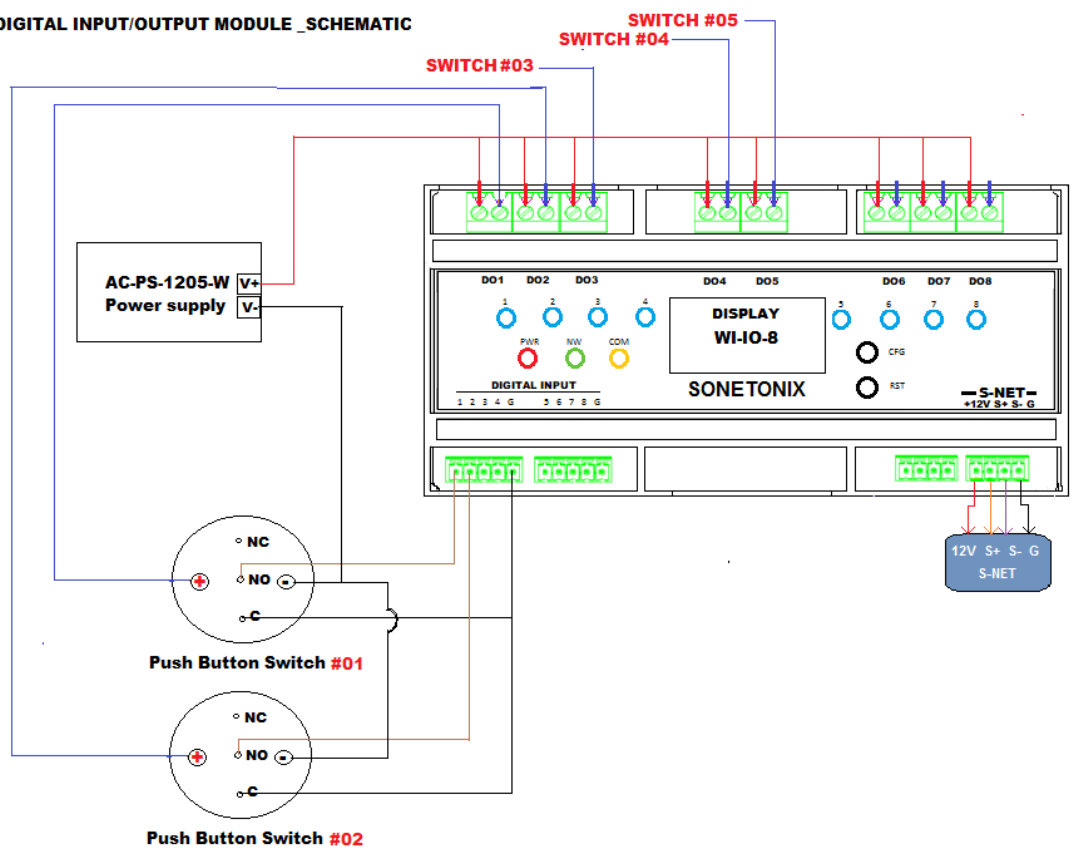 DIGITAL INPUT/OUTPUT MODULE _SCHEMATIC
SWITCH #05
SWITCH #04
SWITCH #03
AC-PS-1205-W V+
Power supply V-
DO1 DO2 DO3 DO4 DO5 DO6 DO7 DO8
1 2 3 4 5 6 7 8
DISPLAY
WI-IO-8
PWR NW COM
CFG
RST
DIGITAL INPUT
1 2 3 4 G 5 6 7 8 G
SONETONIX
S-NET
+12V S+ S- G
12V S+ S- G
S-NET
NC
+ NO -
C
Push Button Switch #01
NC
+ NO -
C
Push Button Switch #02